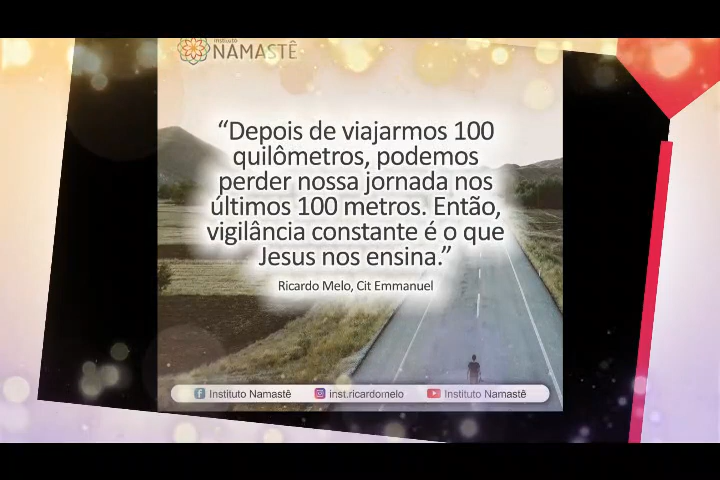 Instituto
NAMASTÊ
“Depois de viajarmos 100
quilômetros, podemos
perder nossa jornada nos
últimos 100 metros. Então,
vigilância constante é o que
Jesus nos ensina.”
Ricardo Melo, Cit Emmanuel
Instituto Namastê inst.ricardomelo Instituto Namastê